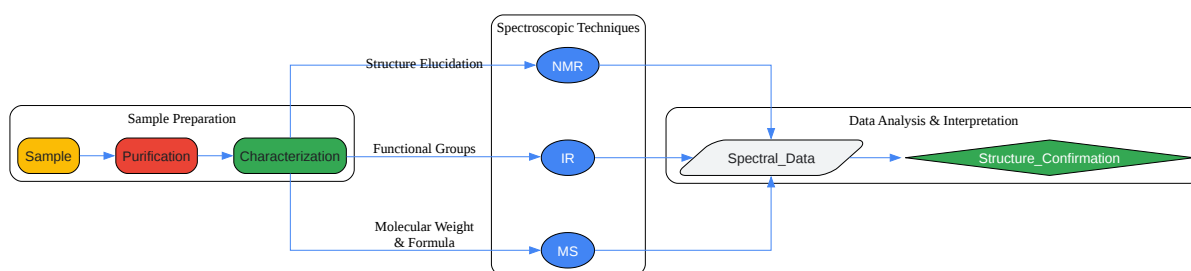 Spectroscopic Techniques
Structure Elucidation
NMR
Sample Preparation
Data Analysis & Interpretation
Sample
Purification
Characterization
Functional Groups
IR
Spectral_Data
Structure_Confirmation
Molecular Weight
& Formula
MS